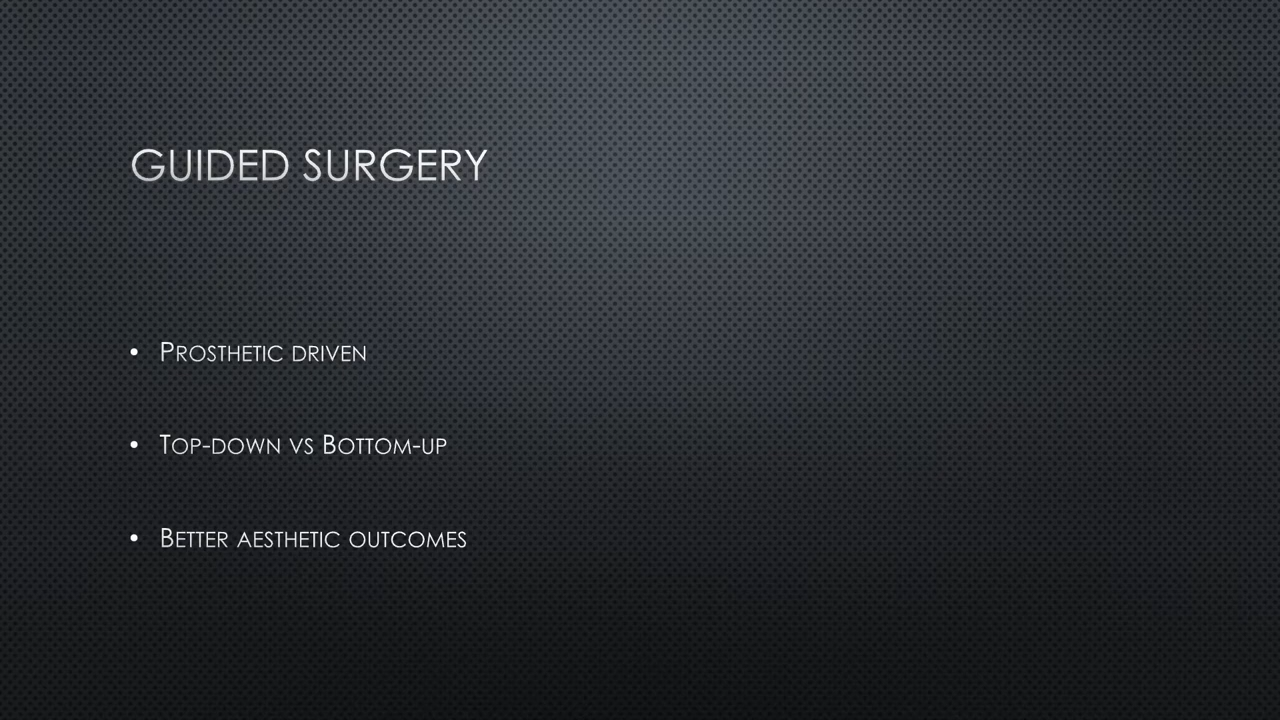 GUIDED SURGERY
• PROSTHETIC DRIVEN
• TOP-DOWN VS BOTTOM-UP
• BETTER AESTHETIC OUTCOMES